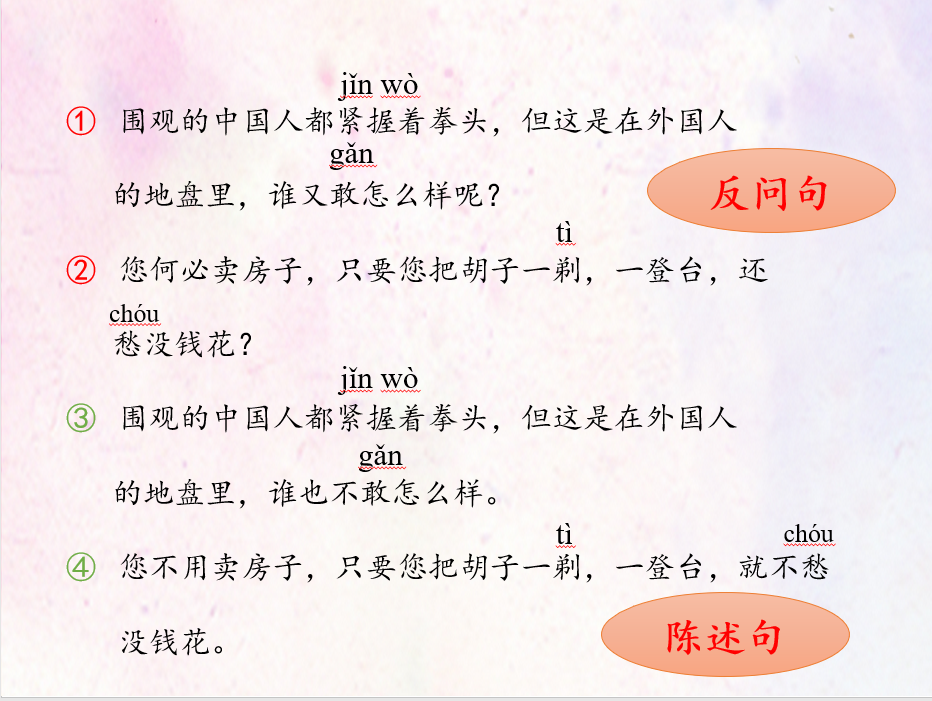 jǐn wò
① 围观的中国人都紧握着拳头，但这是在外国人
gǎn
的地盘里，谁又敢怎么样呢？
反问句
tì
② 您何必卖房子，只要您把胡子一剃，一登台，还
chóu
愁没钱花？
jǐn wò
③ 围观的中国人都紧握着拳头，但这是在外国人
gǎn
的地盘里，谁也不敢怎么样。
tì chóu
④ 您不用卖房子，只要您把胡子一剃，一登台，就不愁
没钱花。
陈述句